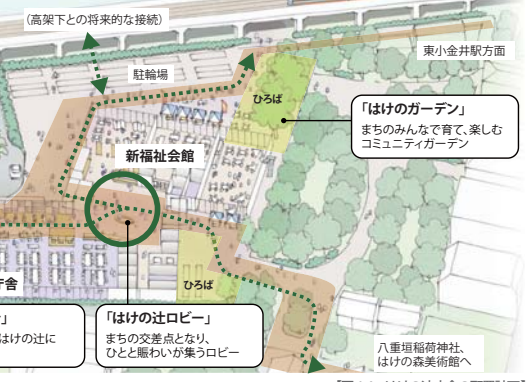 (高架下との将来的な接続)
東小金井駅方面
駐輪場
ひろば
「はけのガーデン」
まちのみんなで育て、楽しむ
コミュニティガーデン
新福祉会館
ひろば
庁舎
」
はけの辻に
「はけの辻ロビー」
まちの交差点となり、
ひとと賑わいが集うロビー
八重垣稲荷神社、
はけの森美術館へ